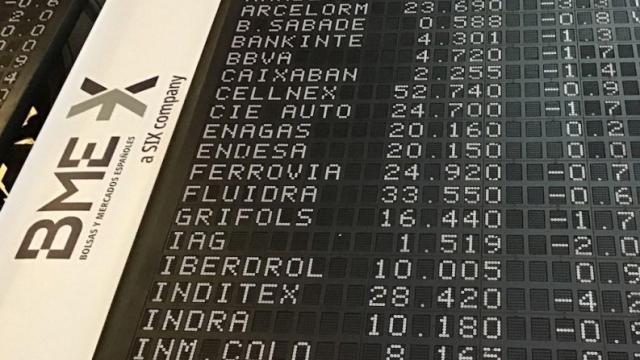 BME X
BOLSAS Y MERCADOS ESPAÑOLES
a SIX company
ARCELORM 23.690 -0.8
B.SABADE 0.588 -1.3
BANKINTE 4.301 -1.7
BBVA 4.720 -1.4
CAIXABAN 2.255
CELLNEX 52.740 -0.9
CIE AUTO 24.700 -1.7
ENAGAS 20.160 0.2
ENDESA 20.150 0.0
FERROVIA 24.920 -0.7
FLUIDRA 33.550 -0.6
GRIFOLS 16.440 -1.7
IAG 1.519 -2.0
IBERDROL 10.005 0.9
INDITEX 28.420 -4.
INDRA 10.180 -0.
INM.COLO 8.165